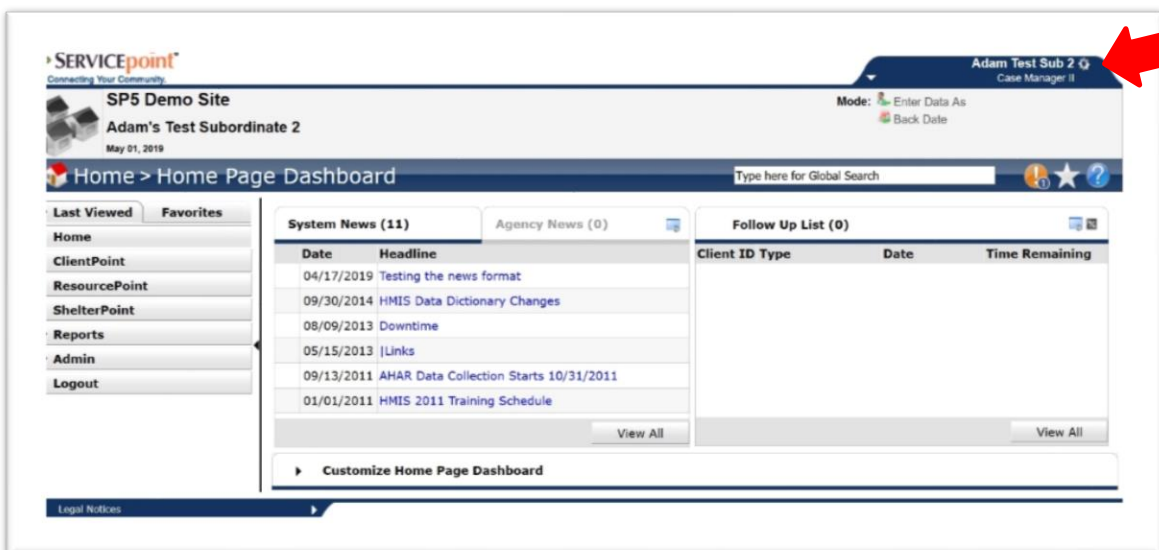 SERVICEpoint
Connecting Your Community.
Adam Test Sub 2
Case Manager II
SP5 Demo Site
Adam's Test Subordinate 2
May 01, 2019
Mode: Enter Data As
Back Date
Home > Home Page Dashboard
Type here for Global Search
Last Viewed Favorites
Home
ClientPoint
ResourcePoint
ShelterPoint
Reports
Admin
Logout
System News (11) Agency News (0)
Date Headline
04/17/2019 Testing the news format
09/30/2014 HMIS Data Dictionary Changes
08/09/2013 Downtime
05/15/2013 |Links
09/13/2011 AHAR Data Collection Starts 10/31/2011
01/01/2011 HMIS 2011 Training Schedule
View All
Follow Up List (0)
Client ID Type Date Time Remaining
View All
Customize Home Page Dashboard
Legal Notices